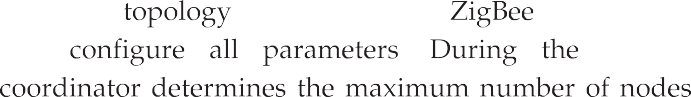 topology ZigBee
configure all parameters During the
coordinator determines the maximum number of nodes